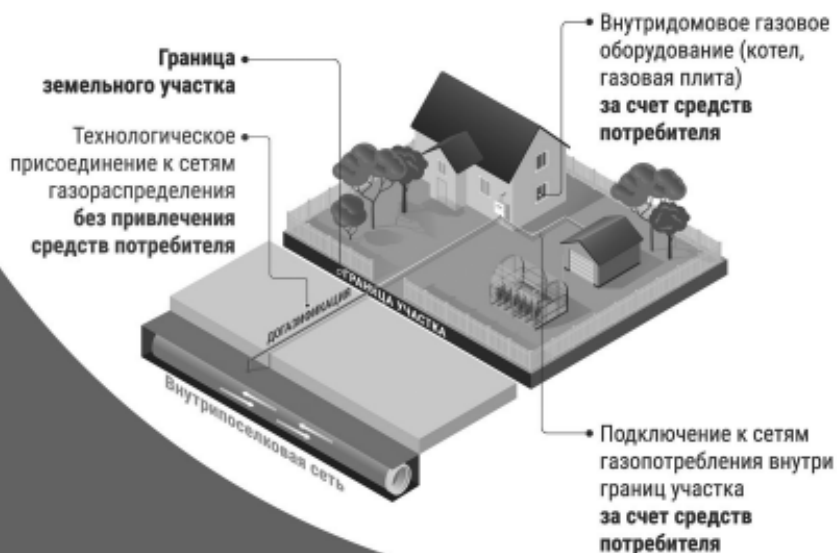 Граница
земельного участка
Технологическое
присоединение к сетям
газораспределения
без привлечения
средств потребителя
Внутридомовое газовое
оборудование (котел,
газовая плита)
за счет средств
потребителя
ГРАНИЦА УЧАСТКА
ДОГАЗИФИКАЦИЯ
Внутрипоселковая сеть
Подключение к сетям
газопотребления внутри
границ участка
за счет средств
потребителя